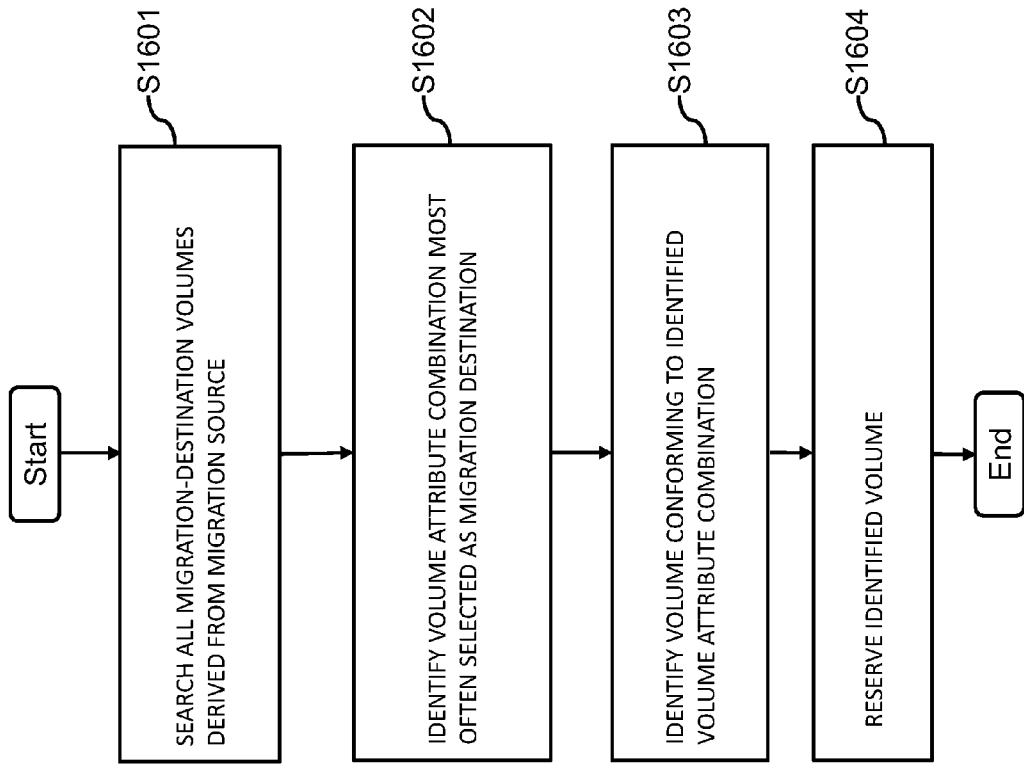 Start
S1601
SEARCH ALL MIGRATION-DESTINATION VOLUMES
DERIVED FROM MIGRATION SOURCE
S1602
IDENTIFY VOLUME ATTRIBUTE COMBINATION MOST
OFTEN SELECTED AS MIGRATION DESTINATION
S1603
IDENTIFY VOLUME CONFORMING TO IDENTIFIED
VOLUME ATTRIBUTE COMBINATION
S1604
RESERVE IDENTIFIED VOLUME
End